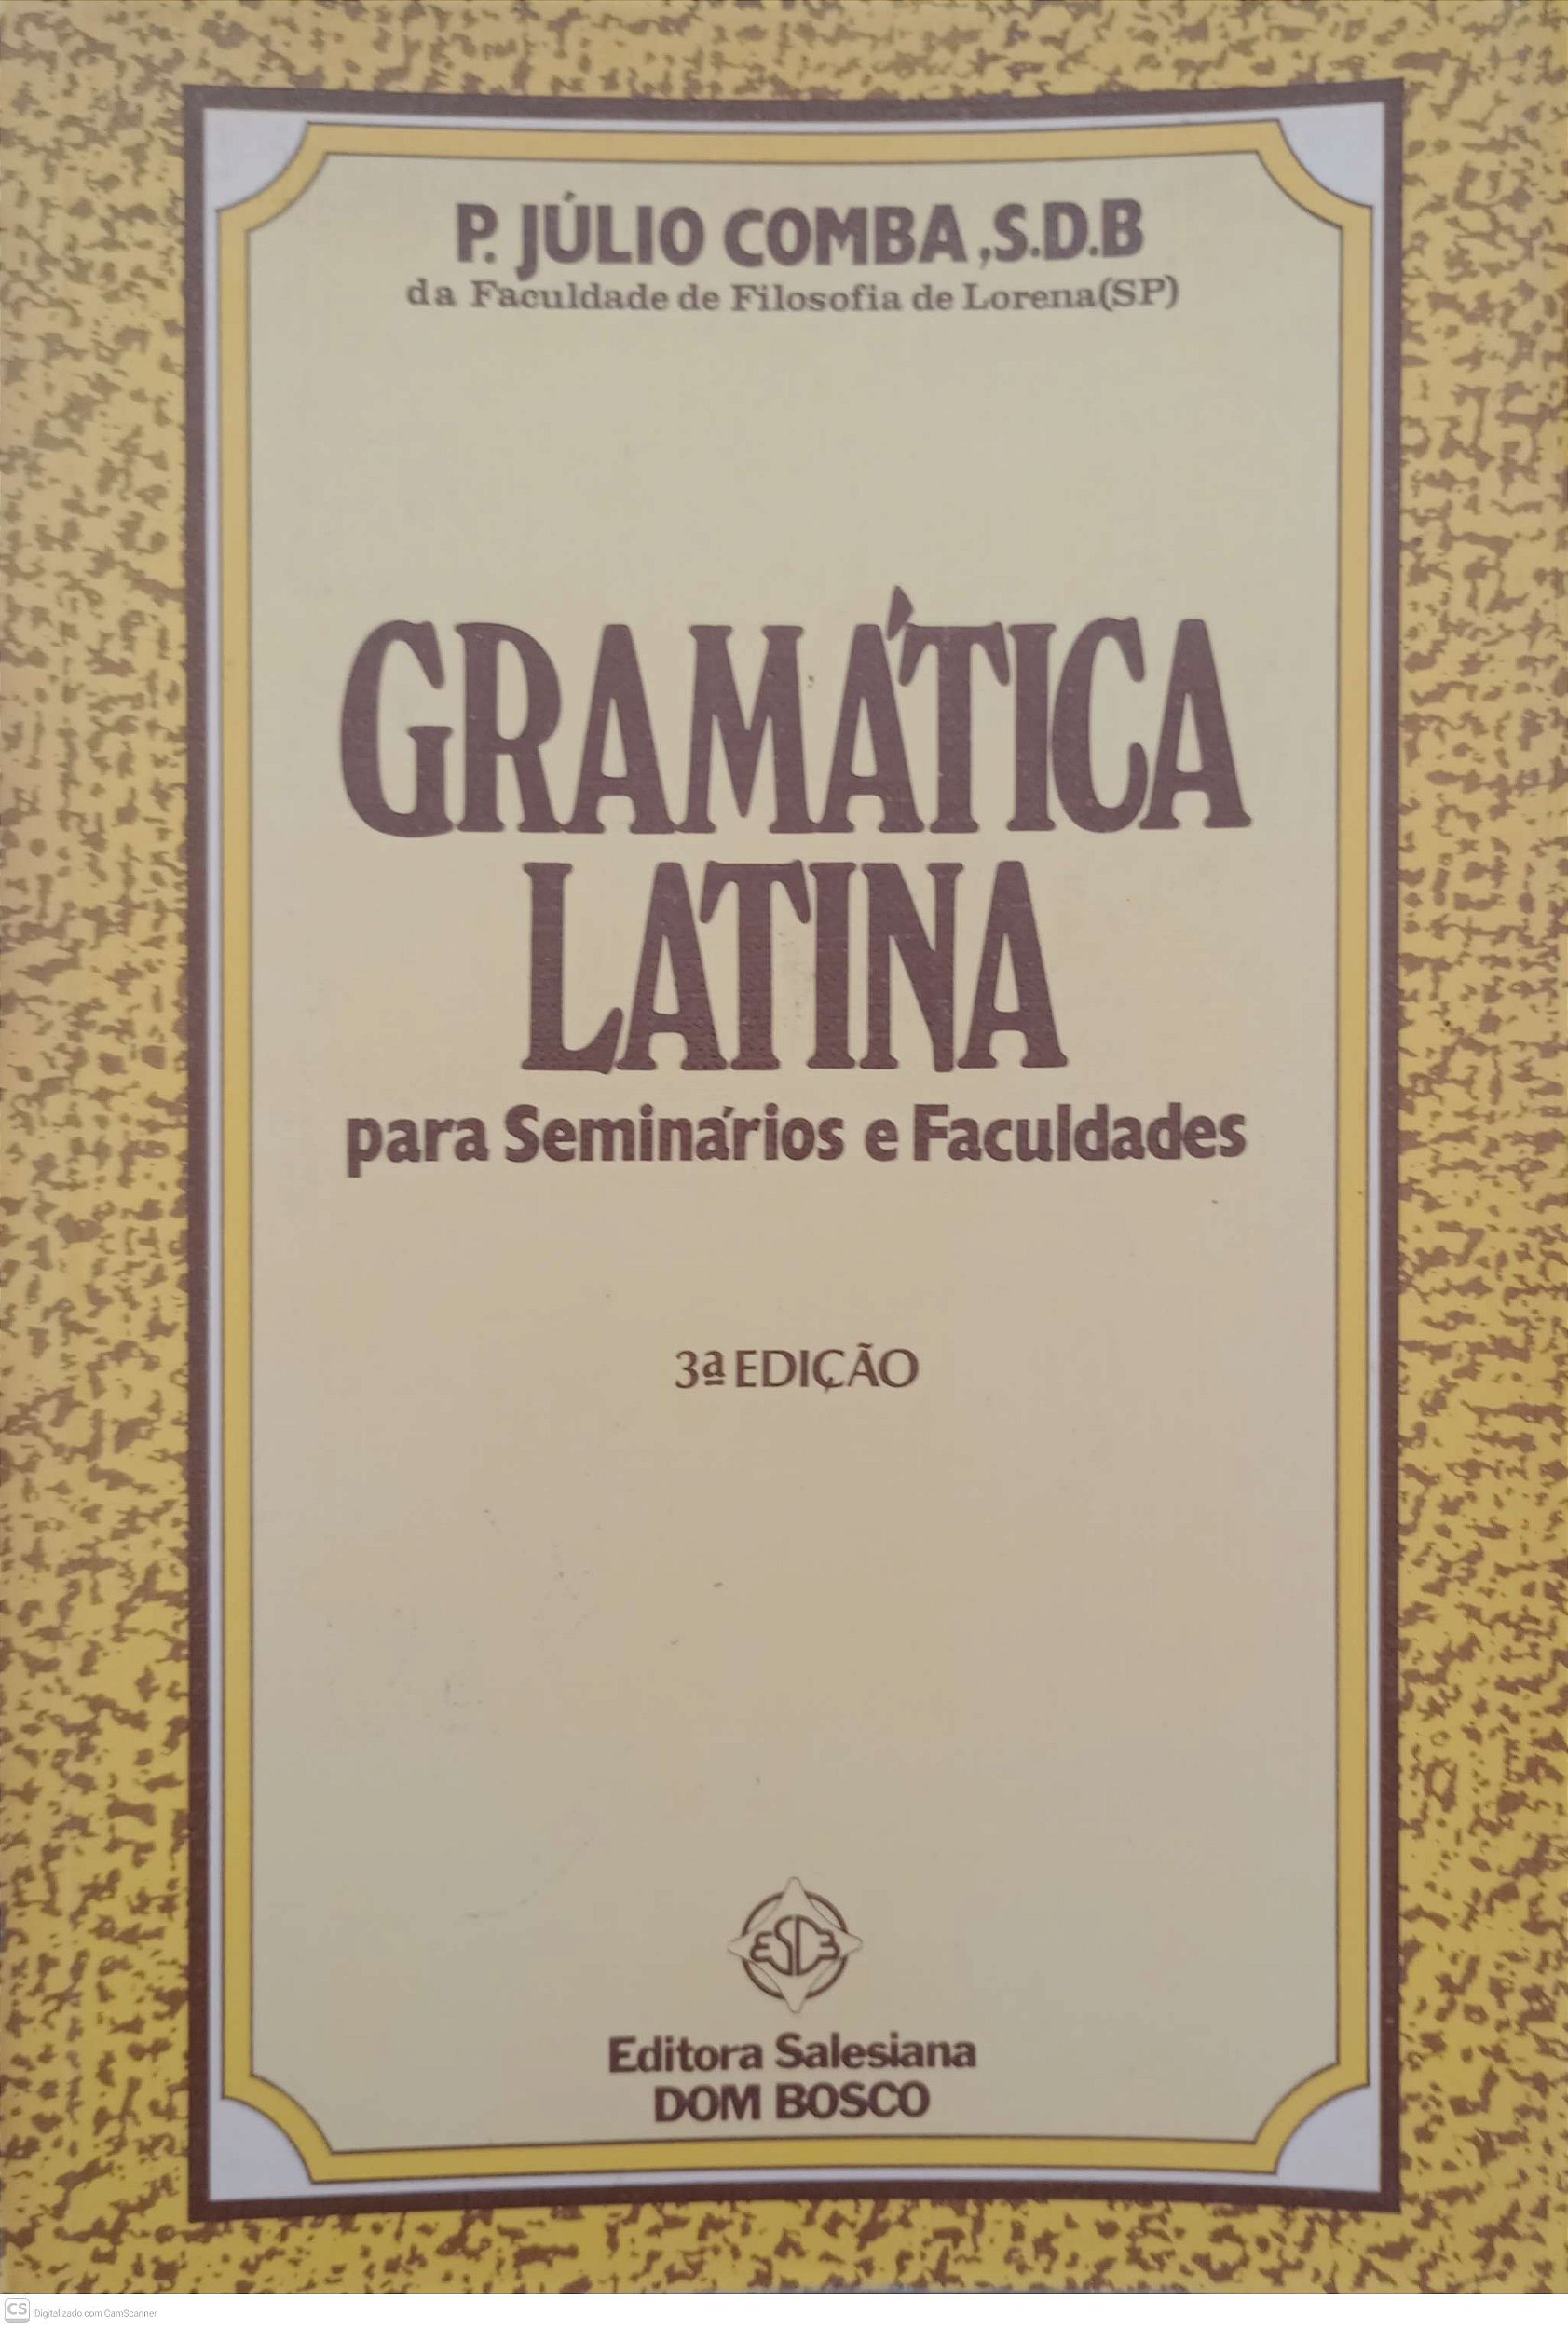 P. JÚLIO COMBA, S.D.B
da Faculdade de Filosofia de Lorena(SP)
GRAMÁTICA
LATINA
para Seminários e Faculdades
3ª EDIÇÃO
ESDB
Editora Salesiana
DOM BOSCO
CS Digitalizado com CamScanner